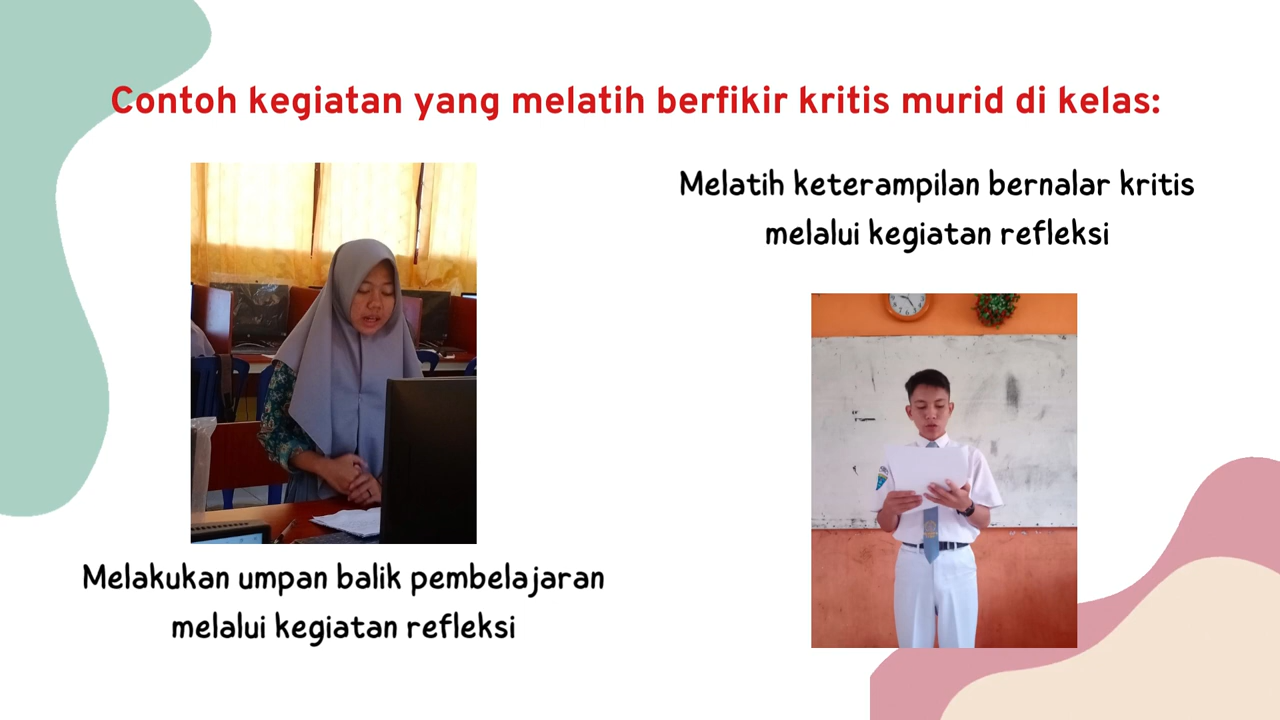 Contoh kegiatan yang melatih berfikir kritis murid di kelas:
Melatih keterampilan bernalar kritis
melalui kegiatan refleksi
Melakukan umpan balik pembelajaran
melalui kegiatan refleksi